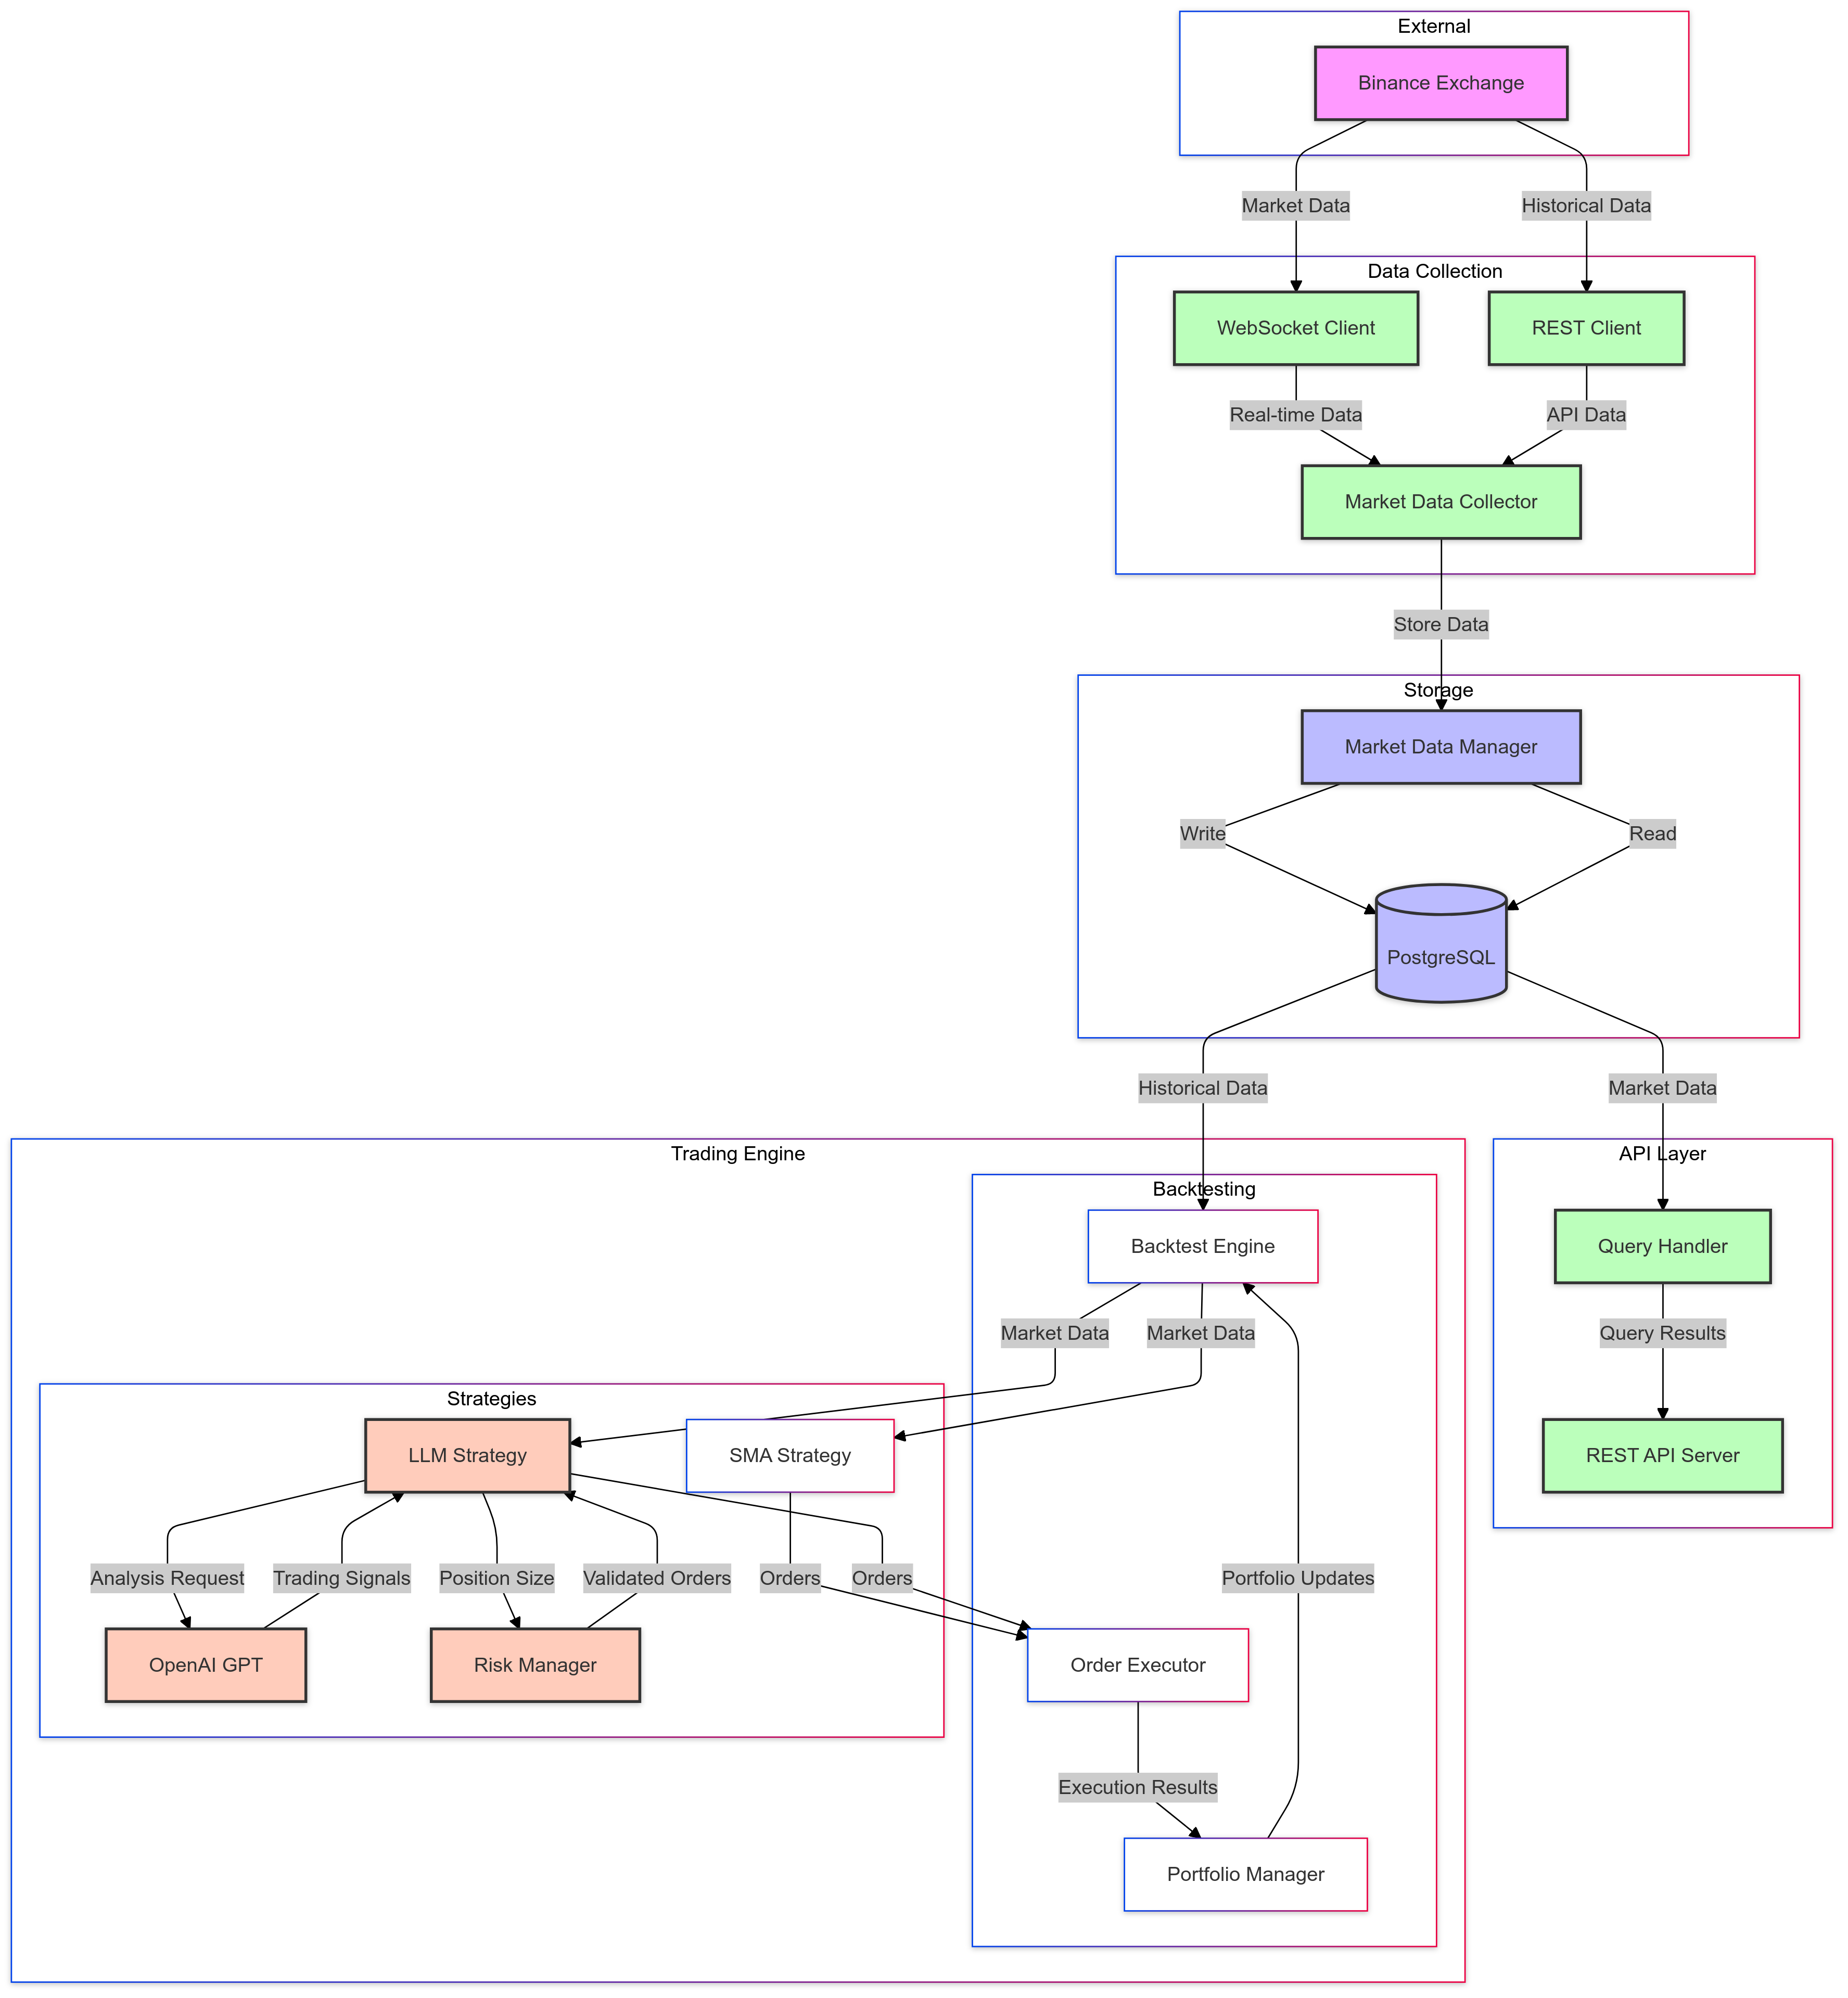 External
Binance Exchange
Market Data
Historical Data
Data Collection
WebSocket Client
REST Client
Real-time Data
API Data
Market Data Collector
Store Data
Storage
Market Data Manager
Write
Read
PostgreSQL
Historical Data
Market Data
Trading Engine
API Layer
Backtesting
Backtest Engine
Query Handler
Market Data
Market Data
Query Results
Strategies
LLM Strategy
SMA Strategy
REST API Server
Analysis Request
Trading Signals
Position Size
Validated Orders
Orders
Orders
Portfolio Updates
OpenAI GPT
Risk Manager
Order Executor
Execution Results
Portfolio Manager